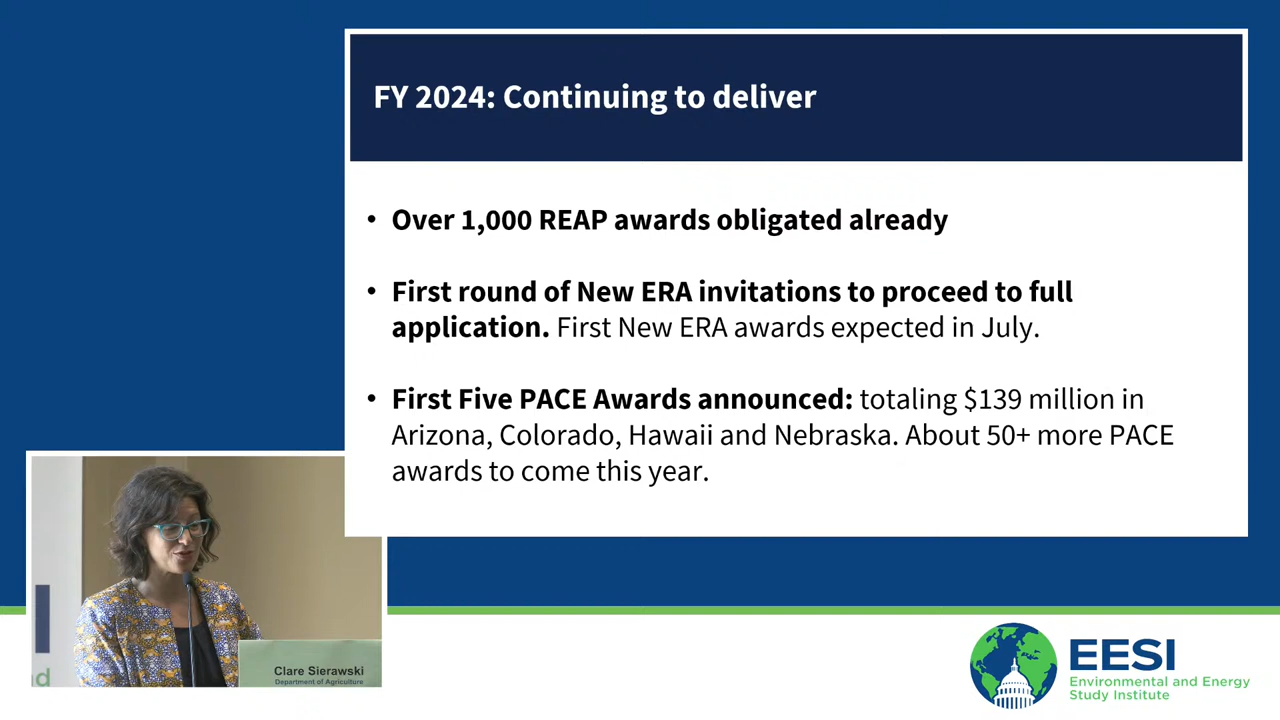 FY 2024: Continuing to deliver
• Over 1,000 REAP awards obligated already
• First round of New ERA invitations to proceed to full
application. First New ERA awards expected in July.
• First Five PACE Awards announced: totaling $139 million in
Arizona, Colorado, Hawaii and Nebraska. About 50+ more PACE
awards to come this year.
nd
Clare Sierawski
Department of Agriculture
EESI
Environmental and Energy
Study Institute